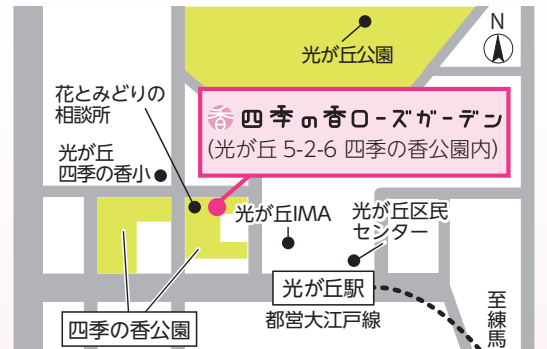 N
光が丘公園
花とみどりの
相談所
香 四季の香ローズガーデン
(光が丘 5-2-6 四季の香公園内)
光が丘
四季の香小
光が丘IMA
光が丘区民
センター
光が丘駅
都営大江戸線
四季の香公園
至練馬